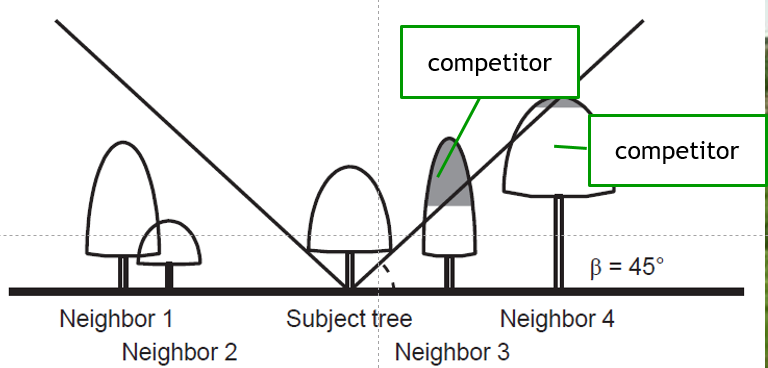 competitor
competitor
β = 45°
Neighbor 1
Subject tree
Neighbor 4
Neighbor 2
Neighbor 3